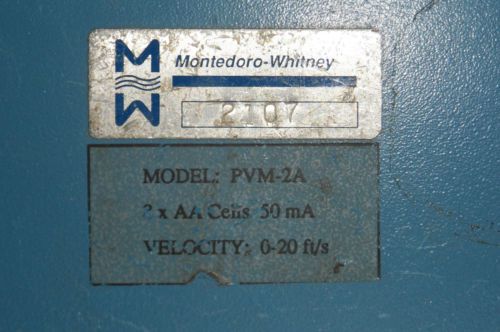 M
W
Montedoro-Whitney
2107
MODEL: PVM-2A
x AA Cells 50 mA
VELOCITY: 0-20 ft/s